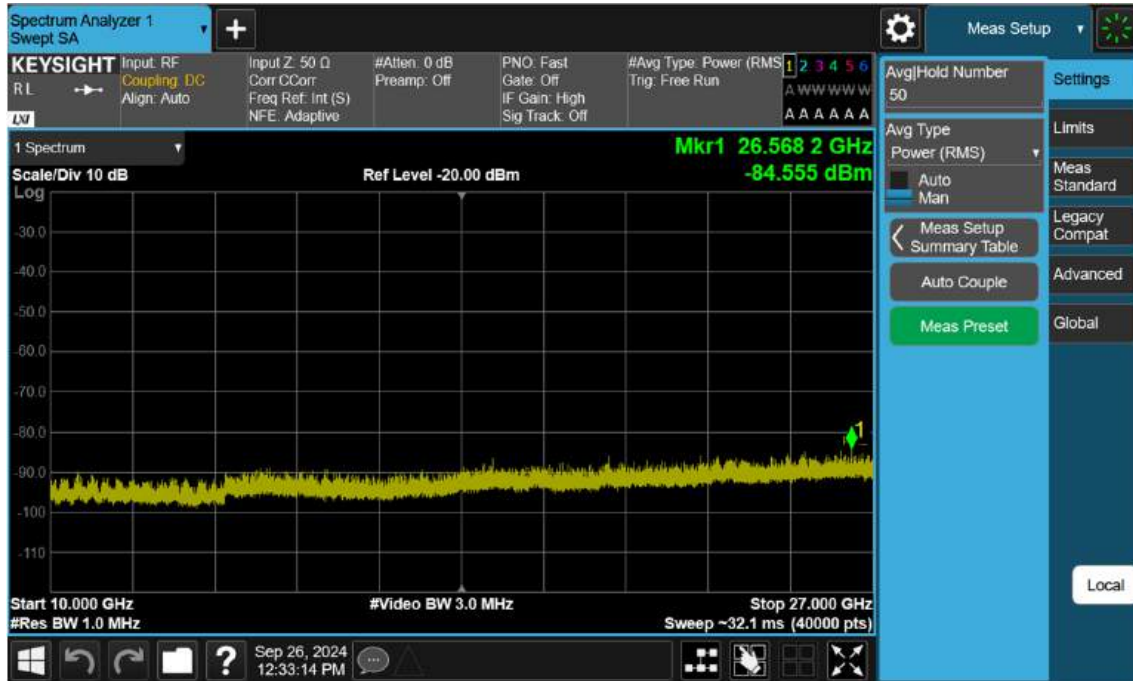 Spectrum Analyzer 1
Swept SA
+
Meas Setup
KEYSIGHT
RL
LXI
Input: RF
Coupling: DC
Align: Auto
Input Z: 50 Ω
Corr CCorr
Freq Ref: Int (S)
NFE: Adaptive
#Atten: 0 dB
Preamp: Off
PNO: Fast
Gate: Off
IF Gain: High
Sig Track: Off
#Avg Type: Power (RMS)
Trig: Free Run
1 2 3 4 5 6
A W W W W W
A A A A A A
1 Spectrum
Mkr1 26.568 2 GHz
Scale/Div 10 dB
Ref Level -20.00 dBm
-84.555 dBm
Log
-30.0
-40.0
-50.0
-60.0
-70.0
-80.0
-90.0
-100
-110
1
Start 10.000 GHz
#Video BW 3.0 MHz
Stop 27.000 GHz
#Res BW 1.0 MHz
Sweep ~32.1 ms (40000 pts)
?
Sep 26, 2024
12:33:14 PM
Avg|Hold Number
50
Avg Type
Power (RMS)
Auto
Man
Meas Setup
Summary Table
Auto Couple
Meas Preset
Settings
Limits
Meas
Standard
Legacy
Compat
Advanced
Global
Local